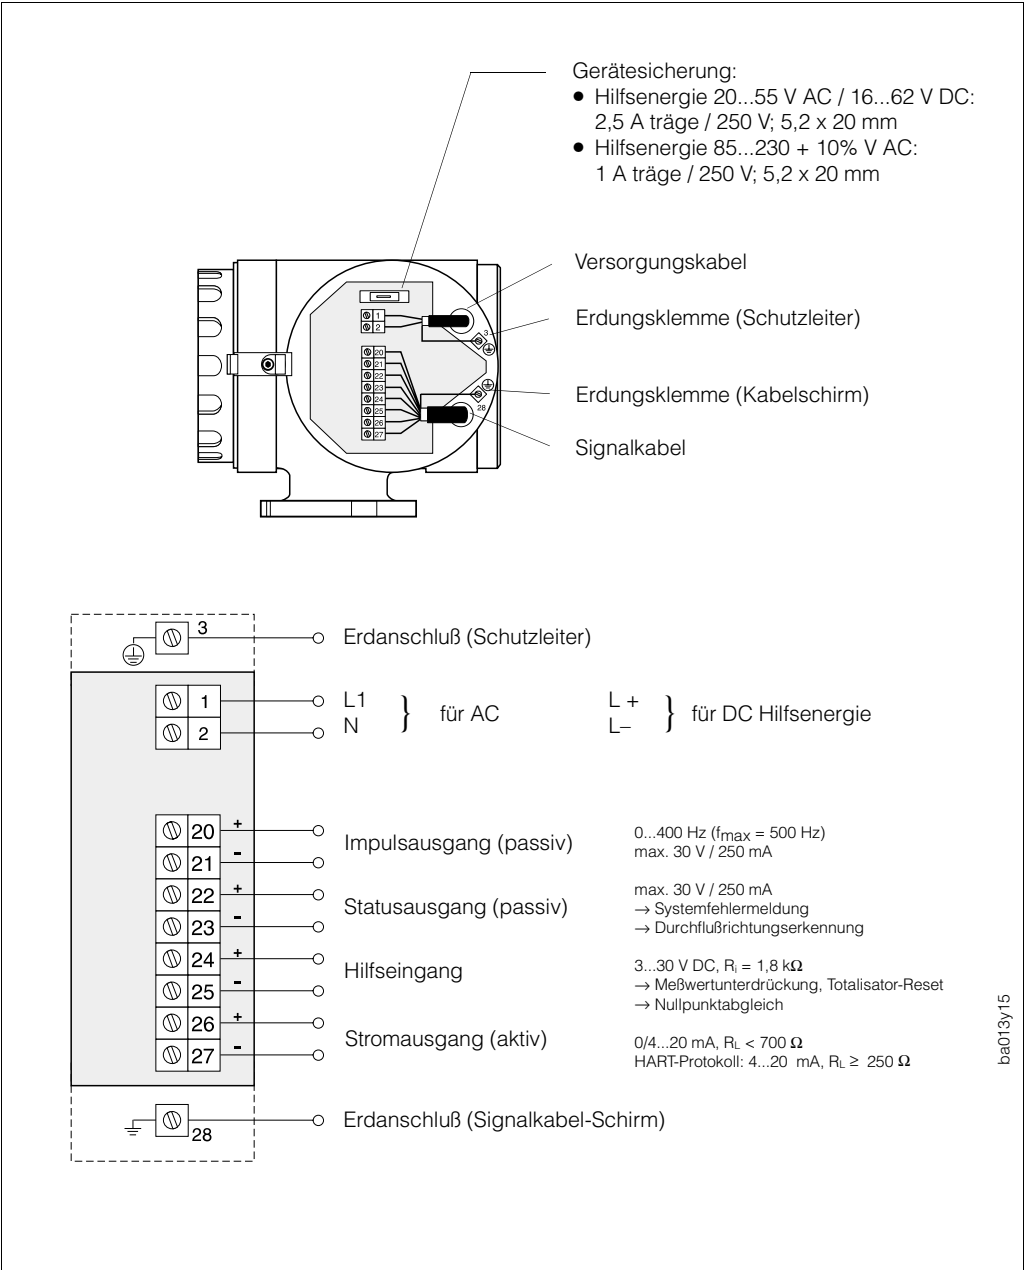 Gerätesicherung:
● Hilfsenergie 20...55 V AC / 16...62 V DC:
2,5 A träge / 250 V; 5,2 x 20 mm
● Hilfsenergie 85...230 + 10% V AC:
1 A träge / 250 V; 5,2 x 20 mm
Versorgungskabel
Erdungsklemme (Schutzleiter)
Erdungsklemme (Kabelschirm)
Signalkabel
1
2
3
20
21
22
23
24
25
26
27
28
3 Erdanschluß (Schutzleiter)
1 L1
2 N
} für AC
L +
L–
} für DC Hilfsenergie
20 +
21 -
Impulsausgang (passiv)
0...400 Hz (fmax = 500 Hz)
max. 30 V / 250 mA
22 +
23 -
Statusausgang (passiv)
max. 30 V / 250 mA
→ Systemfehlermeldung
→ Durchflußrichtungserkennung
24 +
25 -
Hilfseingang
3...30 V DC, Ri = 1,8 kΩ
→ Meßwertunterdrückung, Totalisator-Reset
→ Nullpunktabgleich
26 +
27 -
Stromausgang (aktiv)
0/4...20 mA, RL < 700 Ω
HART-Protokoll: 4...20 mA, RL ≥ 250 Ω
28 Erdanschluß (Signalkabel-Schirm)
ba013y15